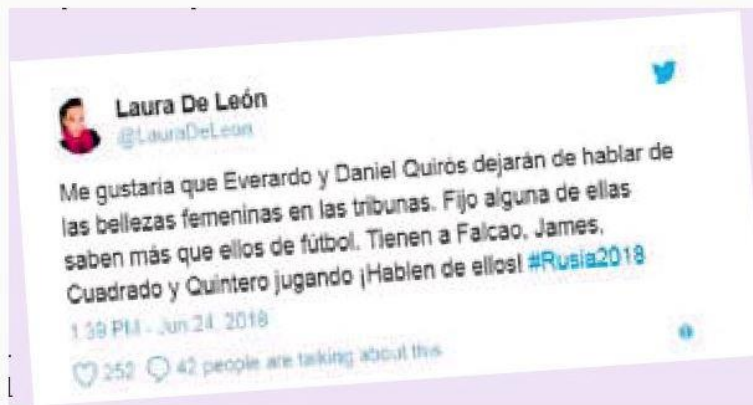 Laura De León
@LauraDeLeon
Me gustaría que Everardo y Daniel Quirós dejarán de hablar de
las bellezas femeninas en las tribunas. Fijo alguna de ellas
saben más que ellos de fútbol. Tienen a Falcao, James,
Cuadrado y Quintero jugando ¡Hablen de ellos! #Rusia2018
1:39 PM - Jun 24, 2018
252 42 people are talking about this